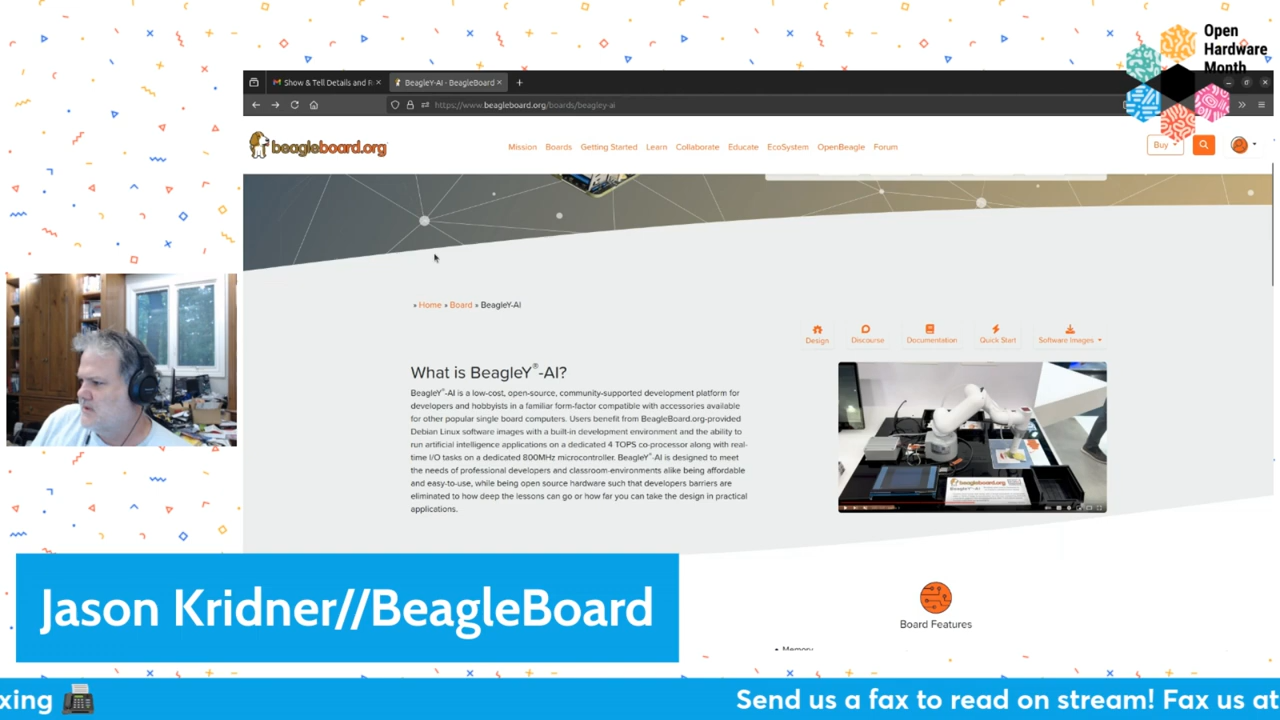 Open
Hardware
Month
Show & Tell Details and R
BeagleY-AI - BeagleBoard
https://www.beagleboard.org/boards/beagley-ai
beagleboard.org
Mission Boards Getting Started Learn Collaborate Educate EcoSystem OpenBeagle Forum
Buy
» Home » Board » BeagleY-AI
Design Discourse Documentation Quick Start Software Images
What is BeagleY®-AI?
BeagleY®-AI is a low-cost, open-source, community-supported development platform for
developers and hobbyists in a familiar form-factor compatible with accessories available
for other popular single board computers. Users benefit from BeagleBoard.org-provided
Debian Linux software images with a built-in development environment and the ability to
run artificial intelligence applications on a dedicated 4 TOPS co-processor along with real-
time I/O tasks on a dedicated 800MHz microcontroller. BeagleY®-AI is designed to meet
the needs of professional developers and classroom-environments alike being affordable
and easy-to-use, while being open source hardware such that developers barriers are
eliminated to how deep the lessons can go or how far you can take the design in practical
applications.
beagleboard.org
Board Features
• Memory
Jason Kridner//BeagleBoard
xing 📠 Send us a fax to read on stream! Fax us at